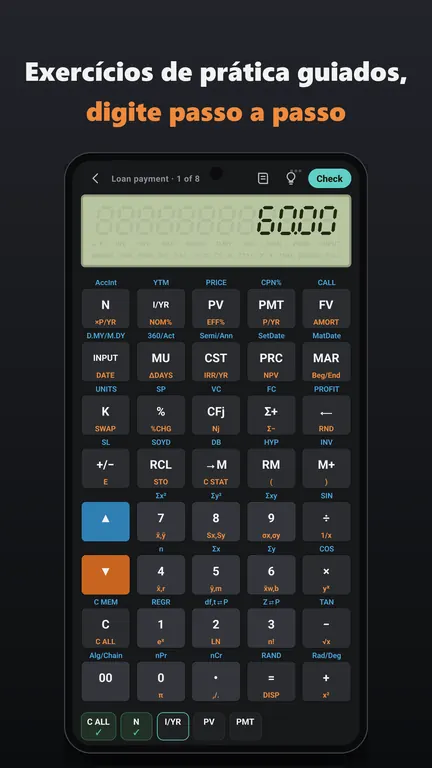 Exercícios de prática guiados,
digite passo a passo
Loan payment · 1 of 8 Check
60.00
AccInt YTM PRICE CPN% CALL
N I/YR PV PMT FV
×P/YR NOM% EFF% P/YR AMORT
D.MY/M.DY 360/Act Semi/Ann SetDate MatDate
INPUT MU CST PRC MAR
DATE ΔDAYS IRR/YR NPV Beg/End
UNITS SP VC FC PROFIT
K % CFj Σ+ ←
SWAP %CHG Nj Σ− RND
SL SOYD DB HYP INV
+/− RCL →M RM M+
E STO C STAT ( )
Σx² Σy² Σxy SIN
▲ 7 8 9 ÷
x̄,ȳ Sx,Sy σx,σy 1/x
n Σx Σy COS
▼ 4 5 6 ×
x̂,r ŷ,m x̄w,b yˣ
C MEM REGR df,t⇄P Z⇄P TAN
C 1 2 3 −
C ALL eˣ LN n! √x
Alg/Chain nPr nCr RAND Rad/Deg
00 0 · = +
π ./, DISP x²
C ALL N I/YR PV PMT
✓ ✓